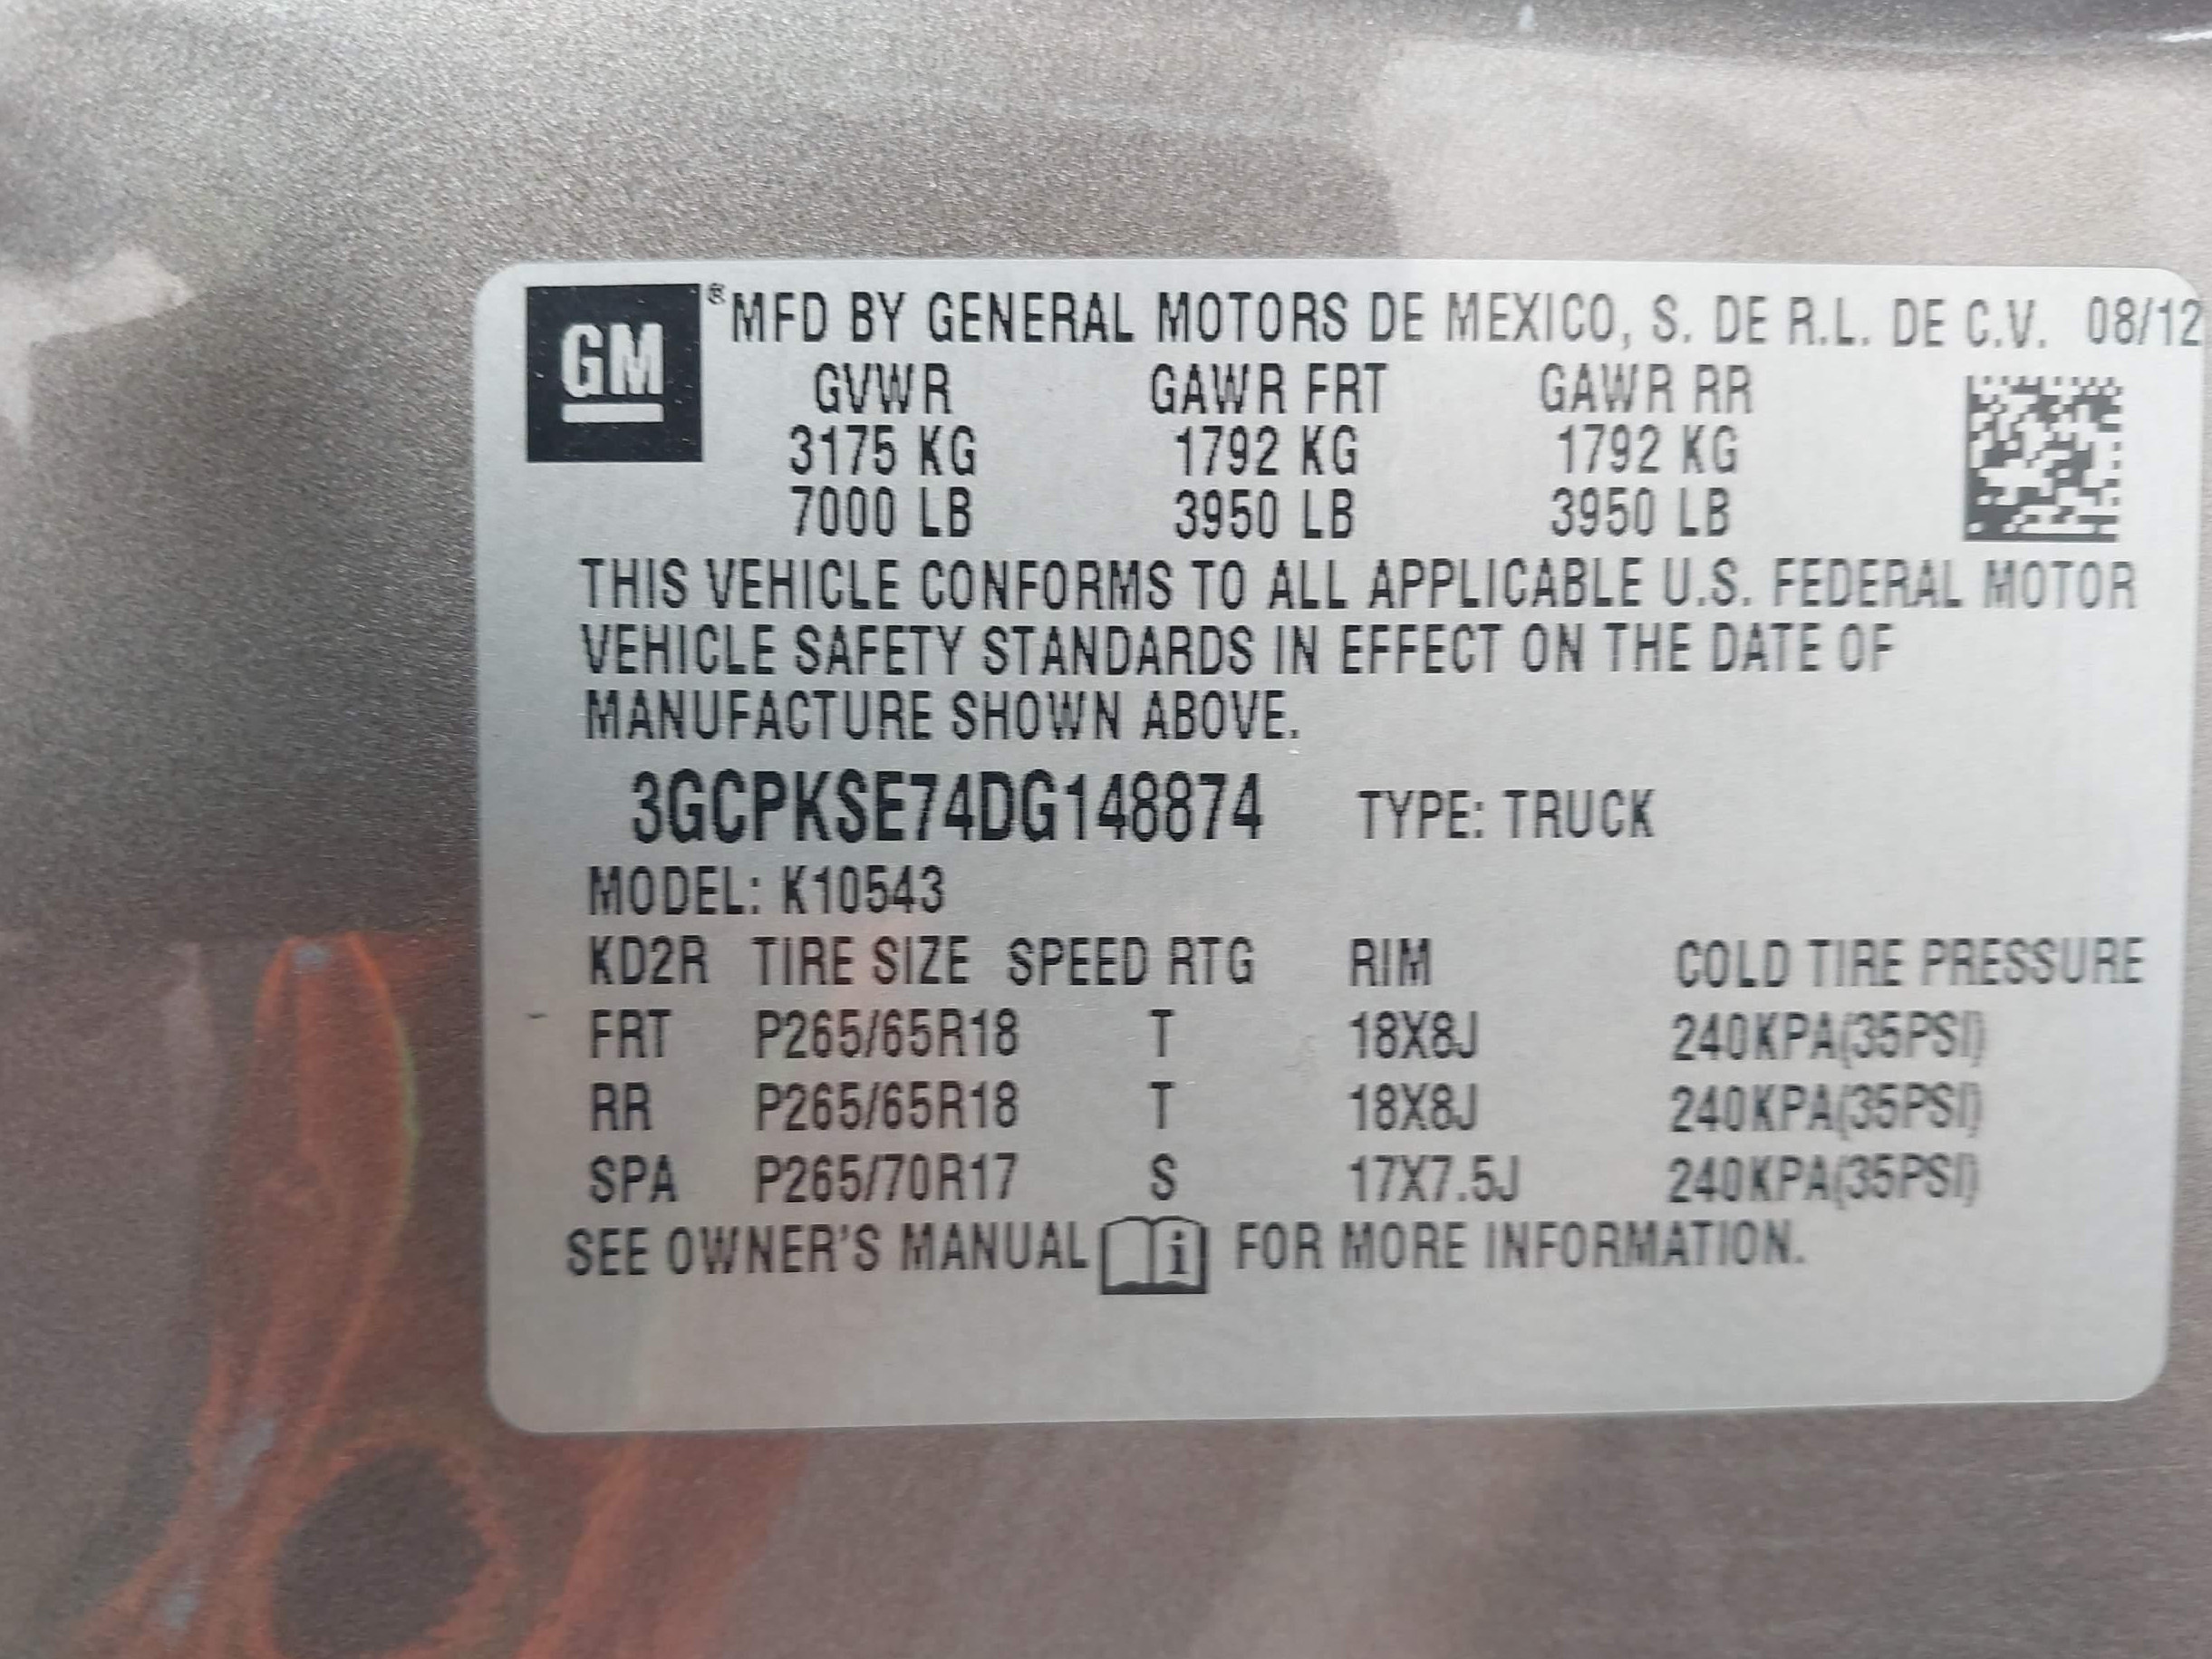 GM ® MFD BY GENERAL MOTORS DE MEXICO, S. DE R.L. DE C.V. 08/12
GVWR GAWR FRT GAWR RR
3175 KG 1792 KG 1792 KG
7000 LB 3950 LB 3950 LB
THIS VEHICLE CONFORMS TO ALL APPLICABLE U.S. FEDERAL MOTOR
VEHICLE SAFETY STANDARDS IN EFFECT ON THE DATE OF
MANUFACTURE SHOWN ABOVE.
3GCPKSE74DG148874 TYPE: TRUCK
MODEL: K10543
KD2R TIRE SIZE SPEED RTG RIM COLD TIRE PRESSURE
FRT P265/65R18 T 18X8J 240KPA(35PSI)
RR P265/65R18 T 18X8J 240KPA(35PSI)
SPA P265/70R17 S 17X7.5J 240KPA(35PSI)
SEE OWNER'S MANUAL i FOR MORE INFORMATION.